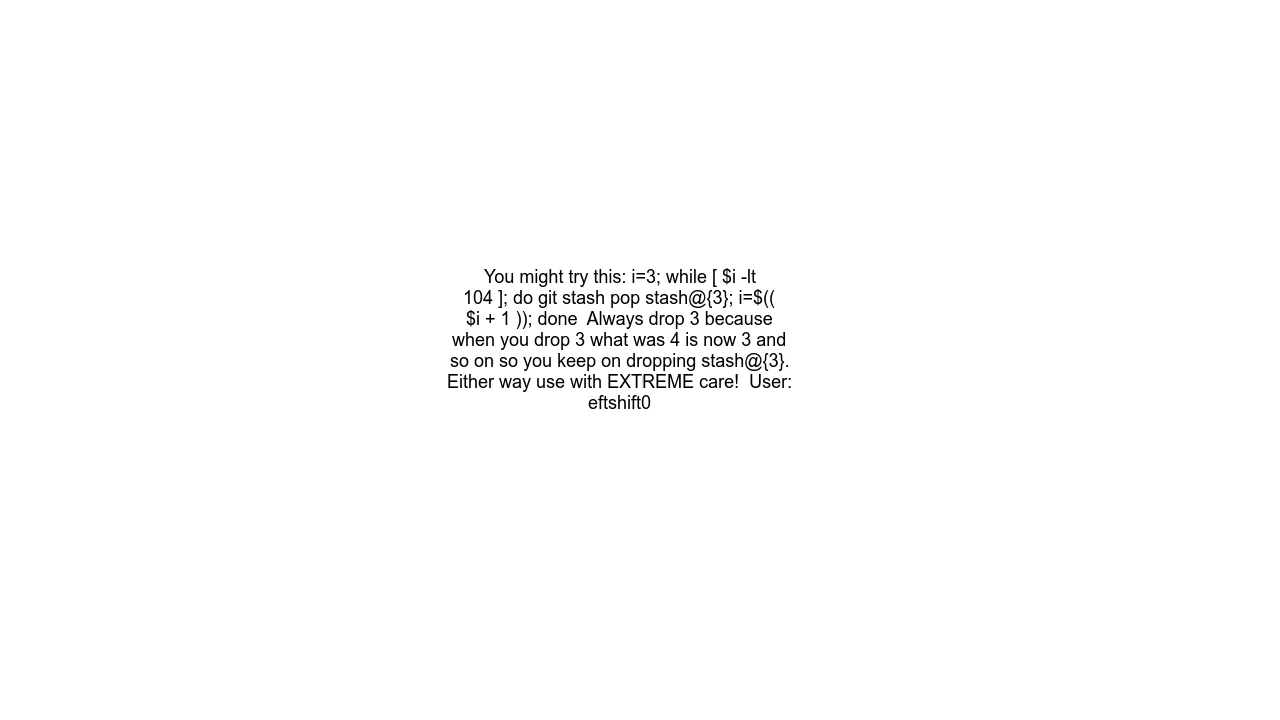 You might try this: i=3; while [ $i -lt
104 ]; do git stash pop stash@{3}; i=$((
$i + 1 )); done  Always drop 3 because
when you drop 3 what was 4 is now 3 and
so on so you keep on dropping stash@{3}.
Either way use with EXTREME care!  User:
eftshift0